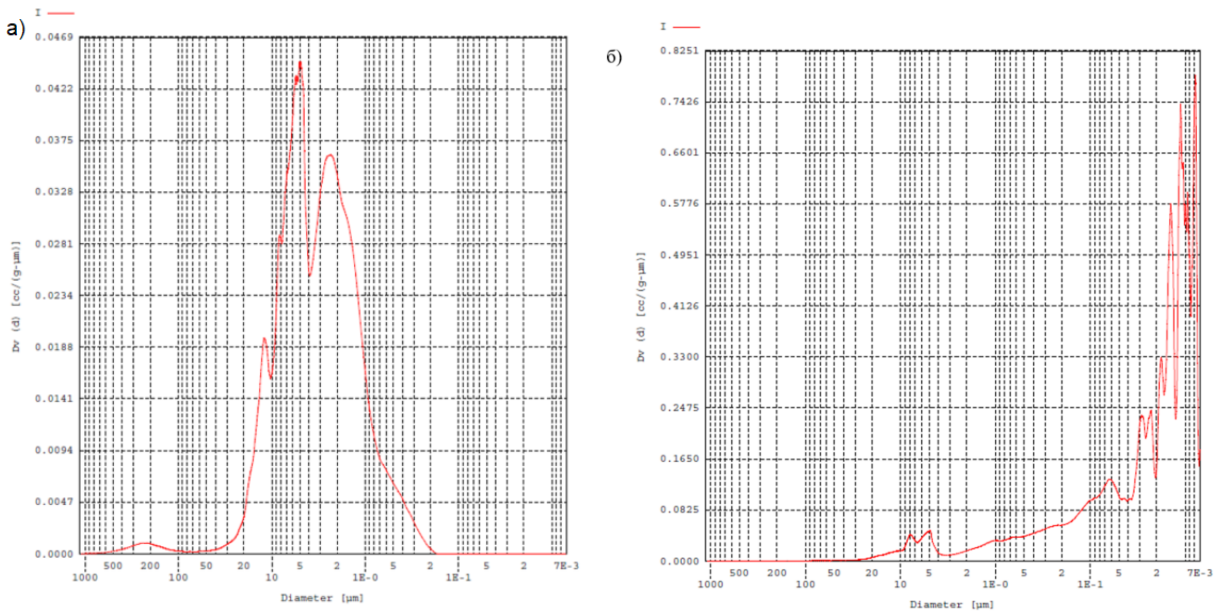 а)
I
0.0469
0.0422
0.0375
0.0328
0.0281
0.0234
0.0188
0.0141
0.0094
0.0047
0.0000
Dv (d) [cc/(g-µm)]
1000 500 200 100 50 20 10 5 2 1E-0 5 2 1E-1 5 2 7E-3
Diameter [µm]
б)
I
0.8251
0.7426
0.6601
0.5776
0.4951
0.4126
0.3300
0.2475
0.1650
0.0825
0.0000
Dv (d) [cc/(g-µm)]
1000 500 200 100 50 20 10 5 2 1E-0 5 2 1E-1 5 2 7E-3
Diameter [µm]